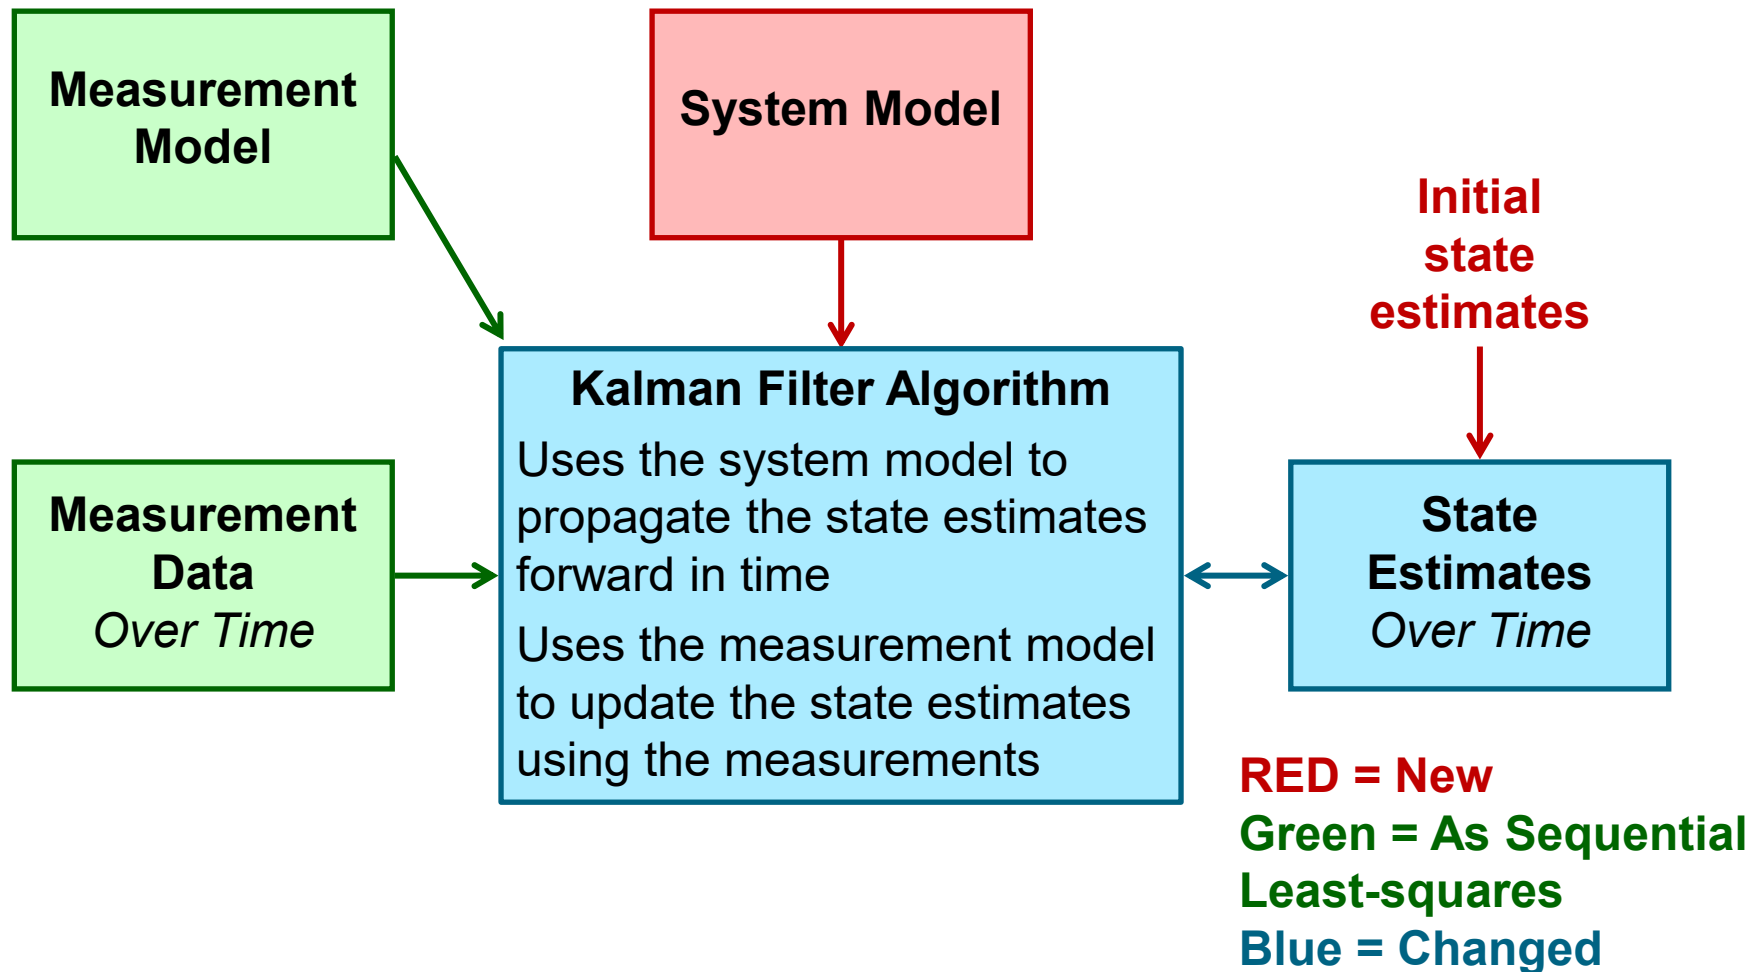 Measurement
Model
System Model
Initial
state
estimates
Kalman Filter Algorithm
Uses the system model to
propagate the state estimates
forward in time
Uses the measurement model
to update the state estimates
using the measurements
Measurement
Data
Over Time
State
Estimates
Over Time
RED = New
Green = As Sequential
Least-squares
Blue = Changed